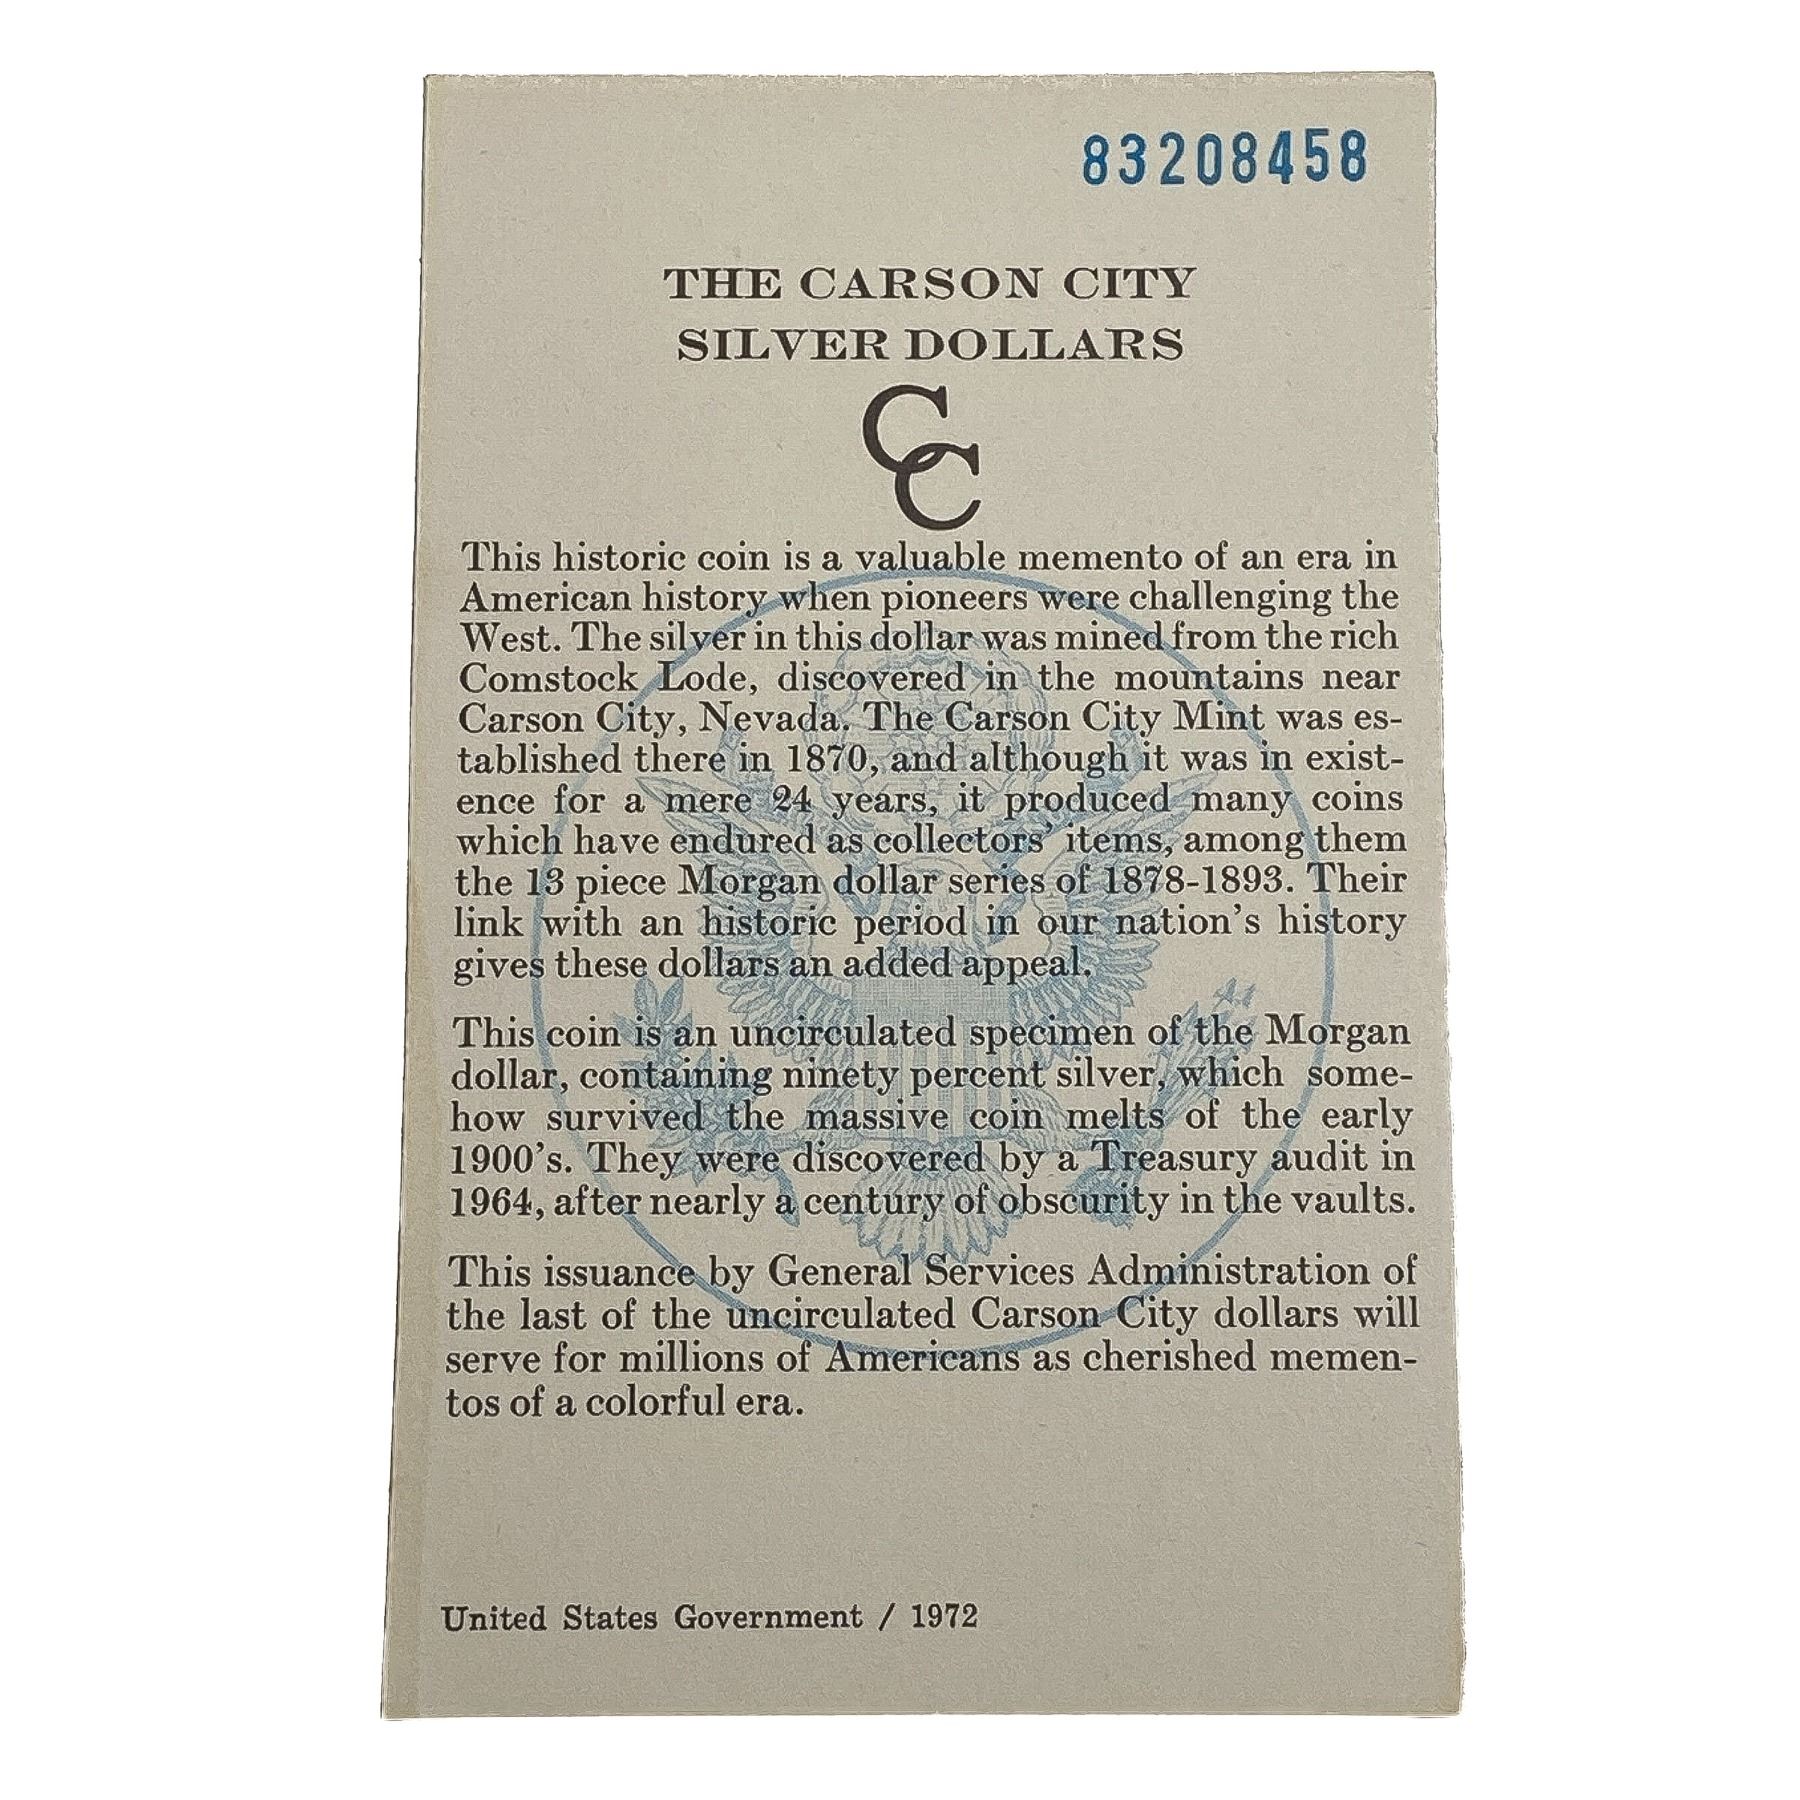 83208458
THE CARSON CITY
SILVER DOLLARS
CC
This historic coin is a valuable memento of an era in
American history when pioneers were challenging the
West. The silver in this dollar was mined from the rich
Comstock Lode, discovered in the mountains near
Carson City, Nevada. The Carson City Mint was es-
tablished there in 1870, and although it was in exist-
ence for a mere 24 years, it produced many coins
which have endured as collectors' items, among them
the 13 piece Morgan dollar series of 1878-1893. Their
link with an historic period in our nation's history
gives these dollars an added appeal.
This coin is an uncirculated specimen of the Morgan
dollar, containing ninety percent silver, which some-
how survived the massive coin melts of the early
1900's. They were discovered by a Treasury audit in
1964, after nearly a century of obscurity in the vaults.
This issuance by General Services Administration of
the last of the uncirculated Carson City dollars will
serve for millions of Americans as cherished memen-
tos of a colorful era.
United States Government / 1972